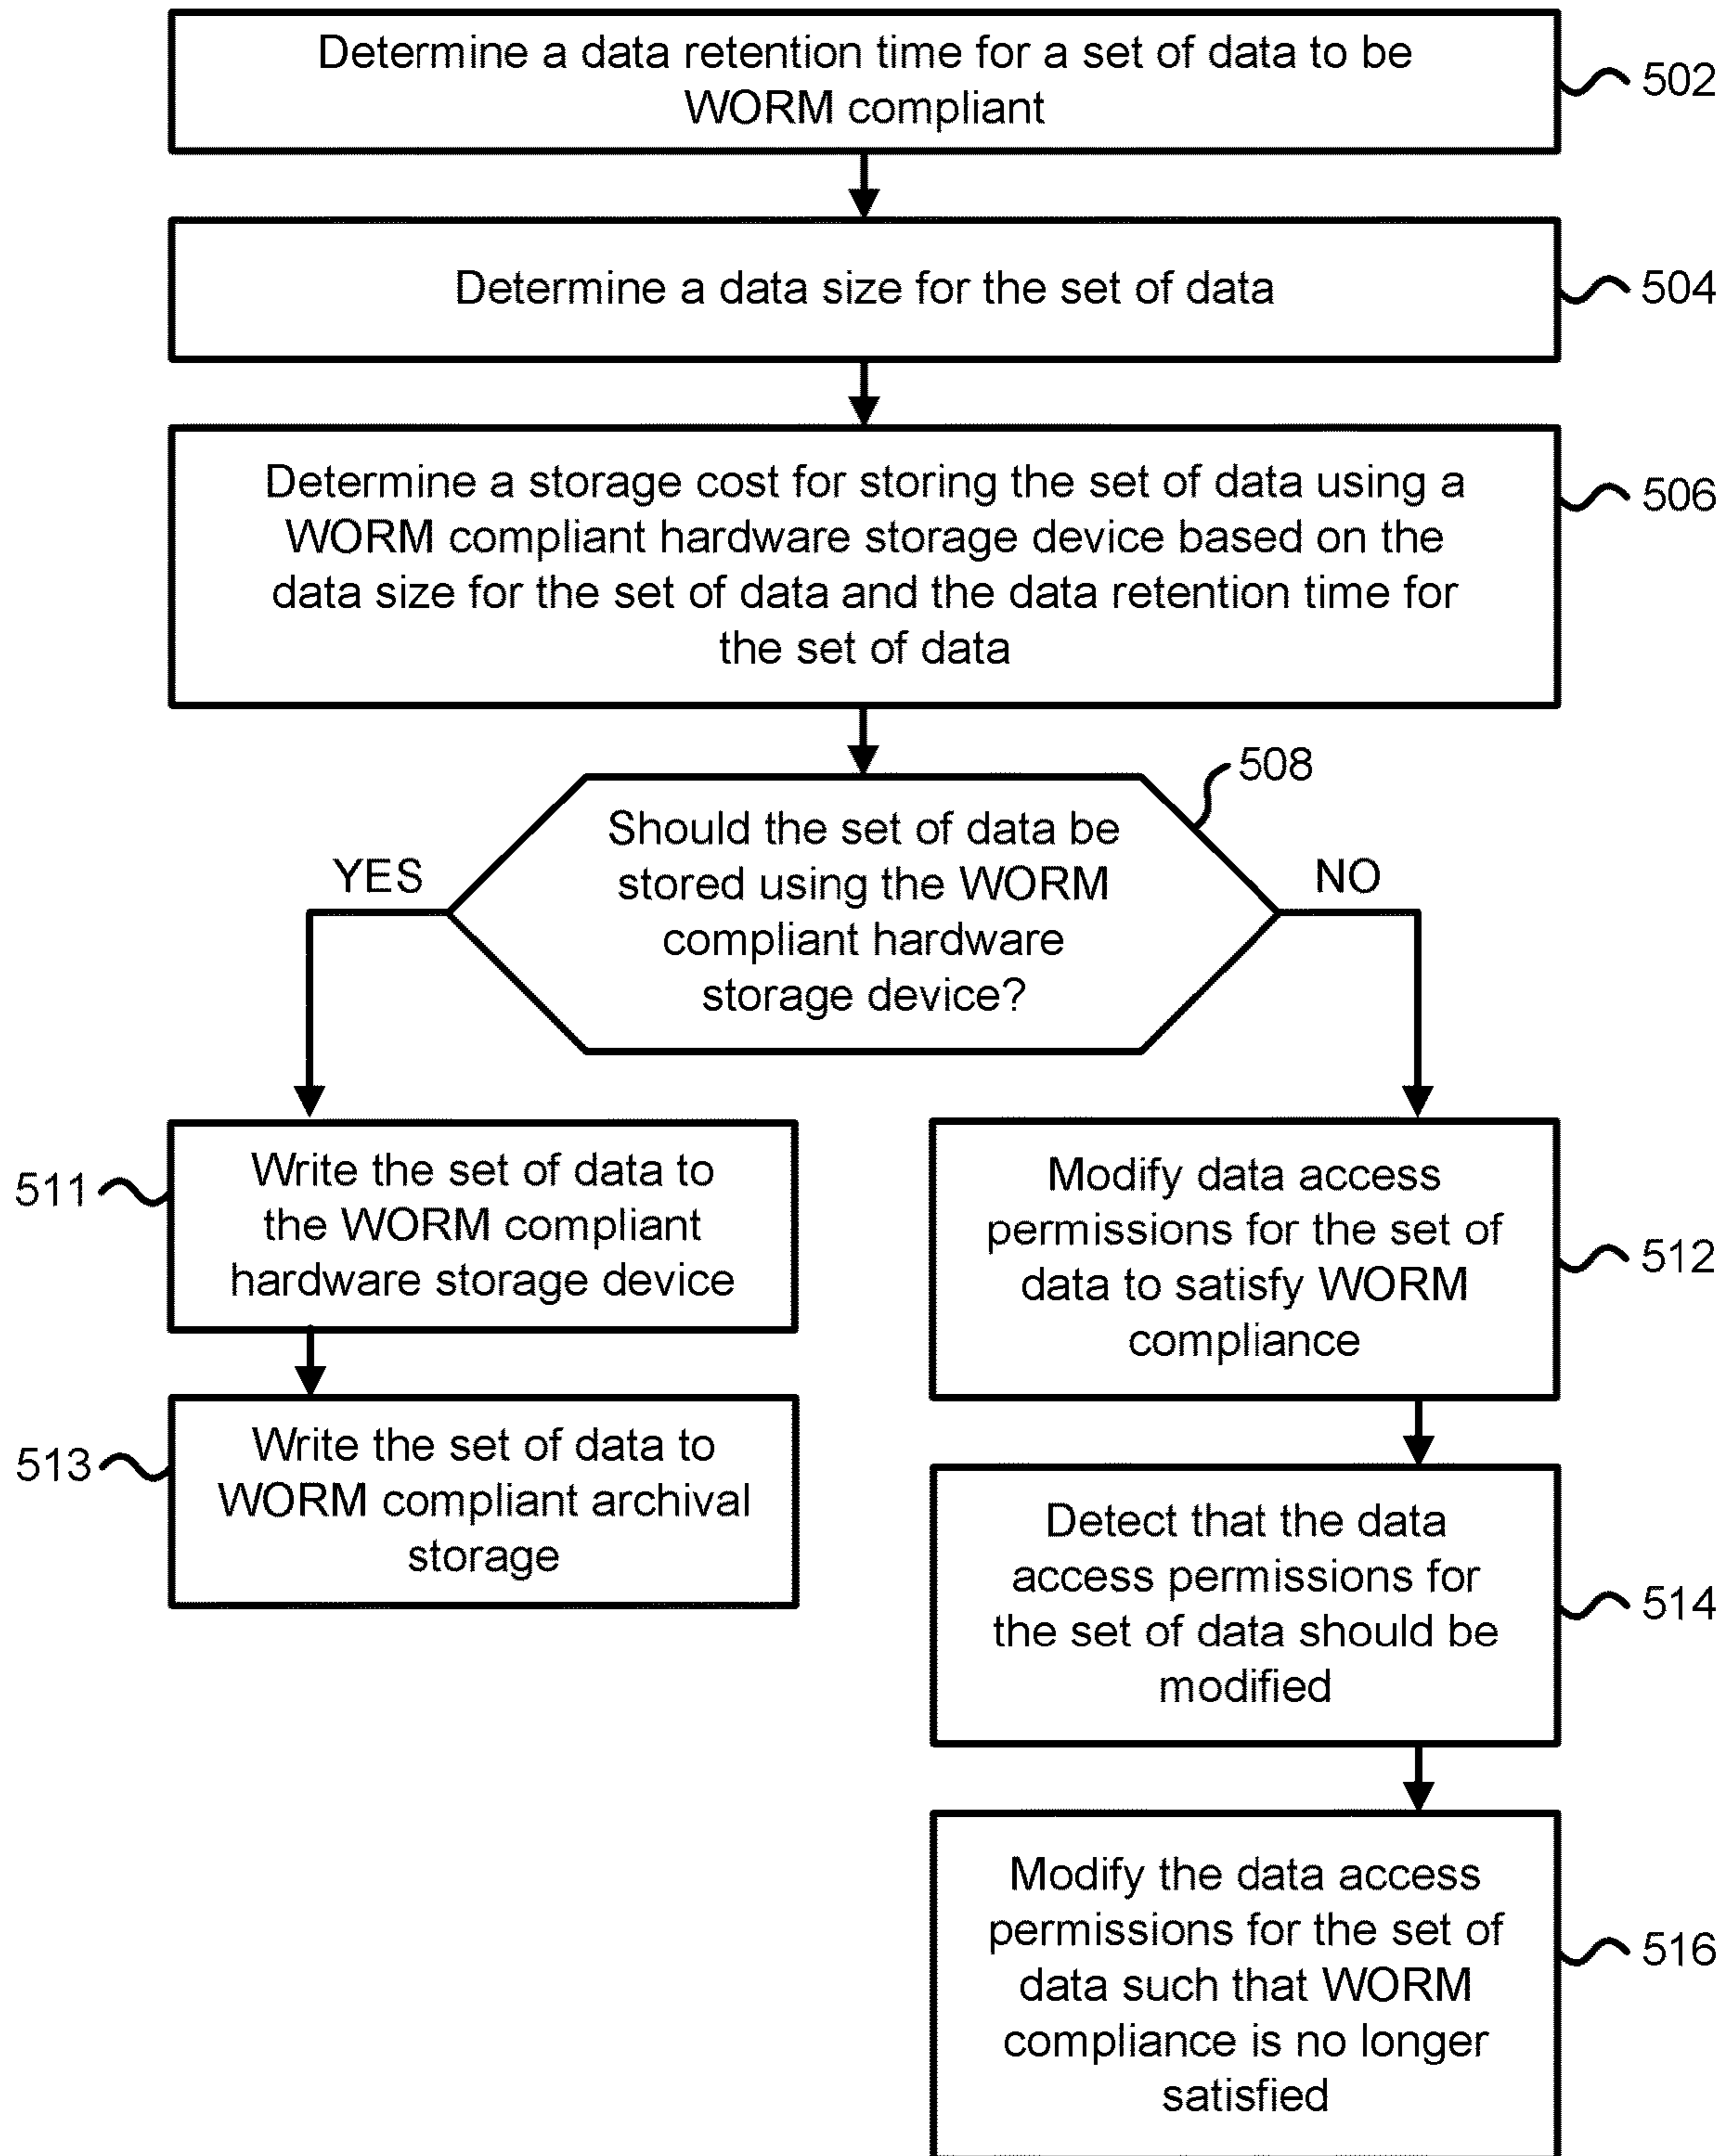 Determine a data retention time for a set of data to be
WORM compliant
502
Determine a data size for the set of data
504
Determine a storage cost for storing the set of data using a
WORM compliant hardware storage device based on the
data size for the set of data and the data retention time for
the set of data
506
508
Should the set of data be
stored using the WORM
compliant hardware
storage device?
YES
NO
511
Write the set of data to
the WORM compliant
hardware storage device
513
Write the set of data to
WORM compliant archival
storage
Modify data access
permissions for the set of
data to satisfy WORM
compliance
512
Detect that the data
access permissions for
the set of data should be
modified
514
Modify the data access
permissions for the set of
data such that WORM
compliance is no longer
satisfied
516